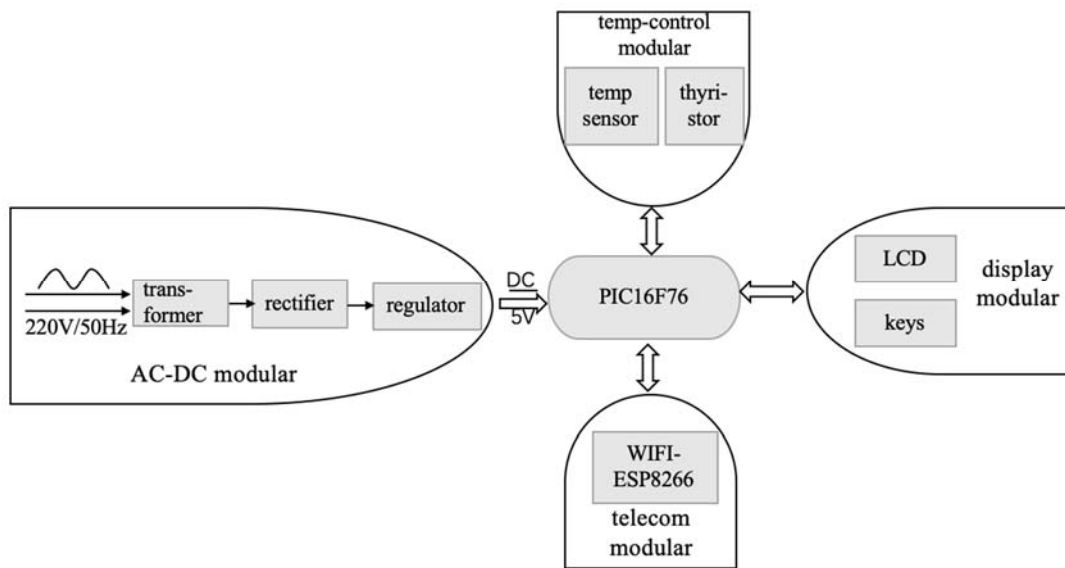 temp-control
modular
temp
sensor
thyri-
stor
220V/50Hz
trans-
former
rectifier
regulator
AC-DC modular
DC
5V
PIC16F76
LCD
keys
display
modular
WIFI-
ESP8266
telecom
modular